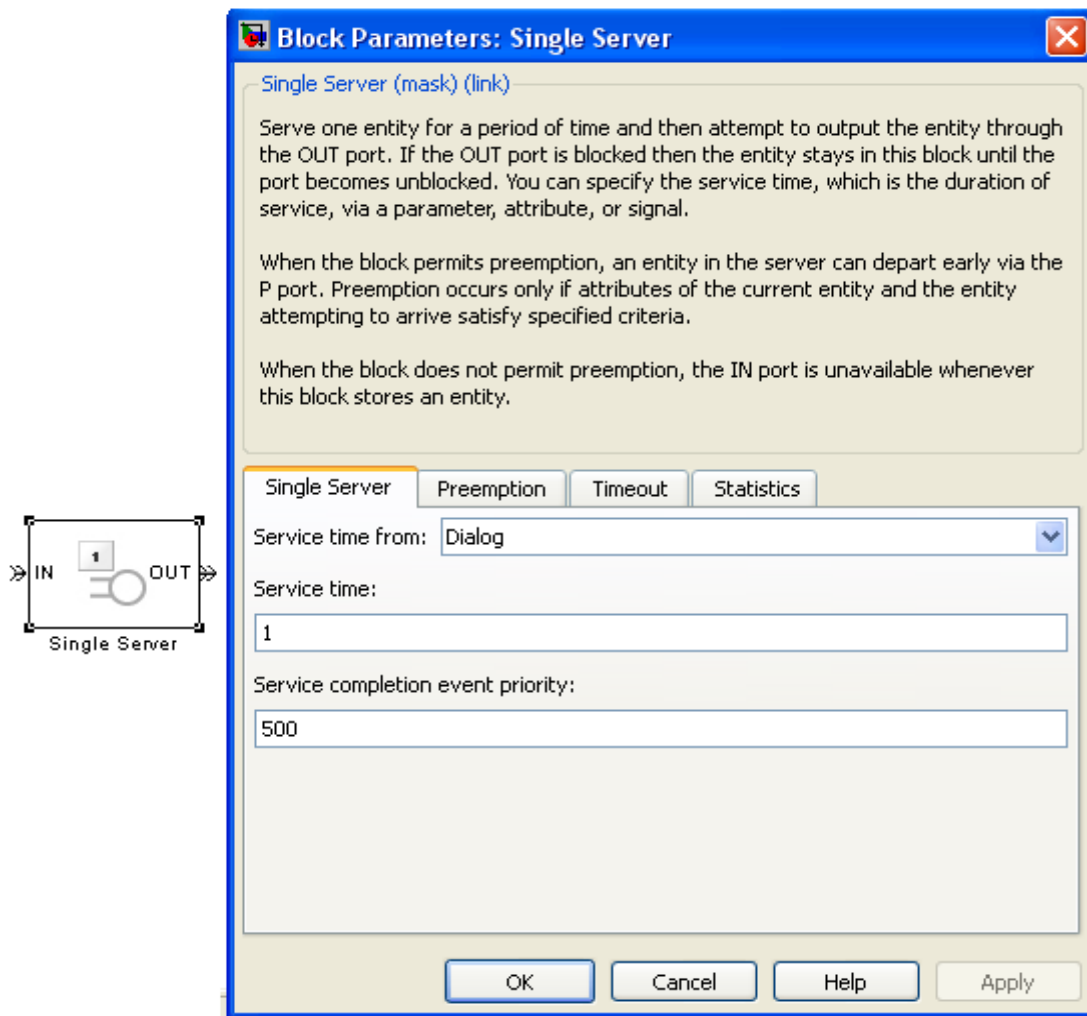 Block Parameters: Single Server
Single Server (mask) (link)
Serve one entity for a period of time and then attempt to output the entity through
the OUT port. If the OUT port is blocked then the entity stays in this block until the
port becomes unblocked. You can specify the service time, which is the duration of
service, via a parameter, attribute, or signal.
When the block permits preemption, an entity in the server can depart early via the
P port. Preemption occurs only if attributes of the current entity and the entity
attempting to arrive satisfy specified criteria.
When the block does not permit preemption, the IN port is unavailable whenever
this block stores an entity.
Single Server Preemption Timeout Statistics
Service time from: Dialog
Service time:
1
Service completion event priority:
500
OK Cancel Help Apply
IN 1 OUT
Single Server